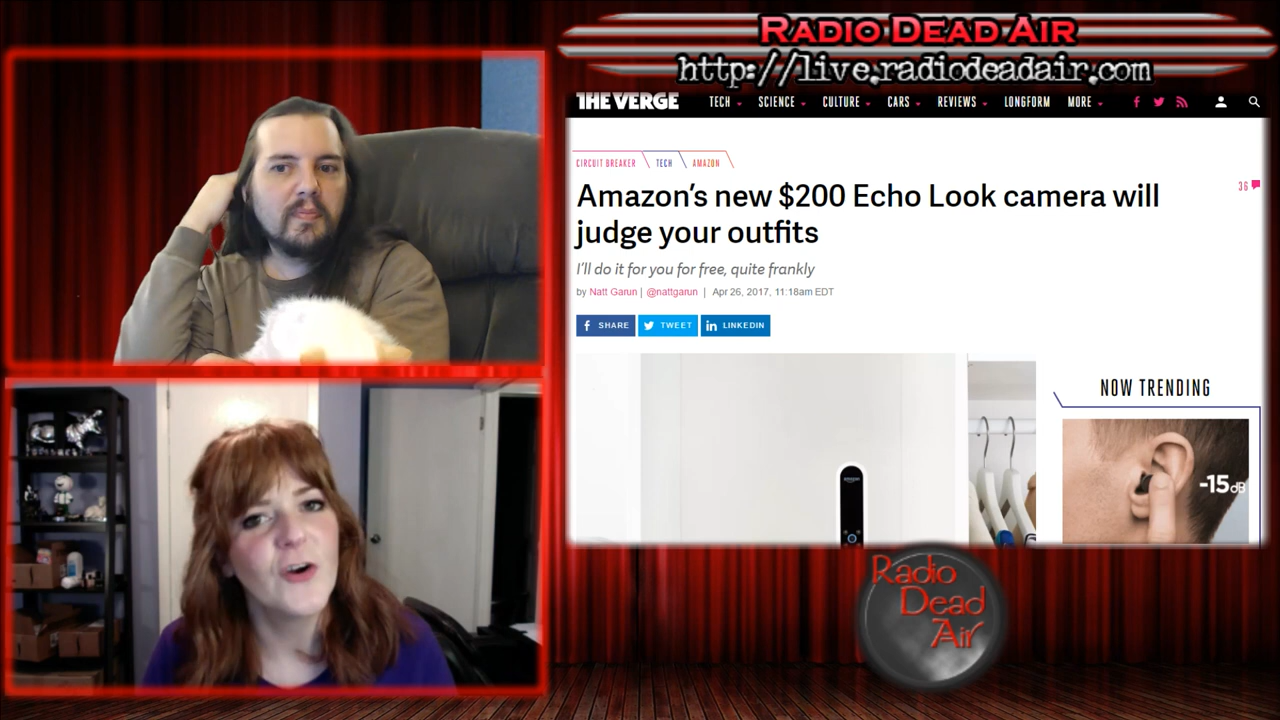 RADIO DEAD AIR
http://live.radiodeadair.com
THE VERGE TECH SCIENCE CULTURE CARS REVIEWS LONGFORM MORE
CIRCUIT BREAKER TECH AMAZON
36
Amazon's new $200 Echo Look camera will
judge your outfits
I'll do it for you for free, quite frankly
by Natt Garun | @nattgarun | Apr 26, 2017, 11:18am EDT
SHARE TWEET LINKEDIN
NOW TRENDING
amazon
-15dB
Radio
Dead
Air